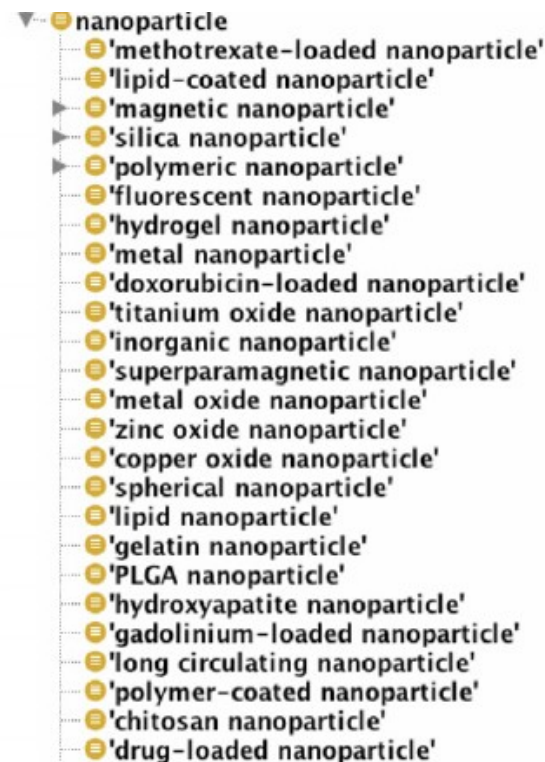 nanoparticle
'methotrexate-loaded nanoparticle'
'lipid-coated nanoparticle'
'magnetic nanoparticle'
'silica nanoparticle'
'polymeric nanoparticle'
'fluorescent nanoparticle'
'hydrogel nanoparticle'
'metal nanoparticle'
'doxorubicin-loaded nanoparticle'
'titanium oxide nanoparticle'
'inorganic nanoparticle'
'superparamagnetic nanoparticle'
'metal oxide nanoparticle'
'zinc oxide nanoparticle'
'copper oxide nanoparticle'
'spherical nanoparticle'
'lipid nanoparticle'
'gelatin nanoparticle'
'PLGA nanoparticle'
'hydroxyapatite nanoparticle'
'gadolinium-loaded nanoparticle'
'long circulating nanoparticle'
'polymer-coated nanoparticle'
'chitosan nanoparticle'
'drug-loaded nanoparticle'